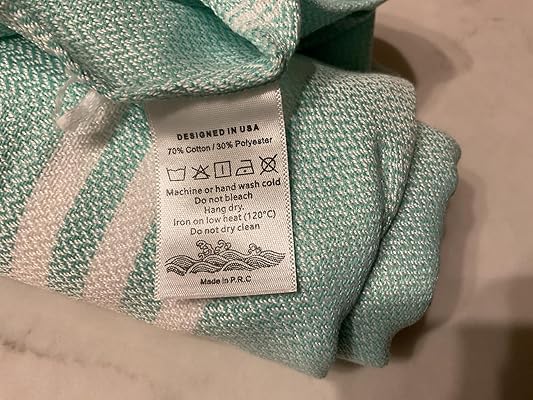 DESIGNED IN USA
70% Cotton / 30% Polyester
Machine or hand wash cold
Do not bleach
Hang dry.
Iron on low heat (120°C)
Do not dry clean
Made in P.R.C